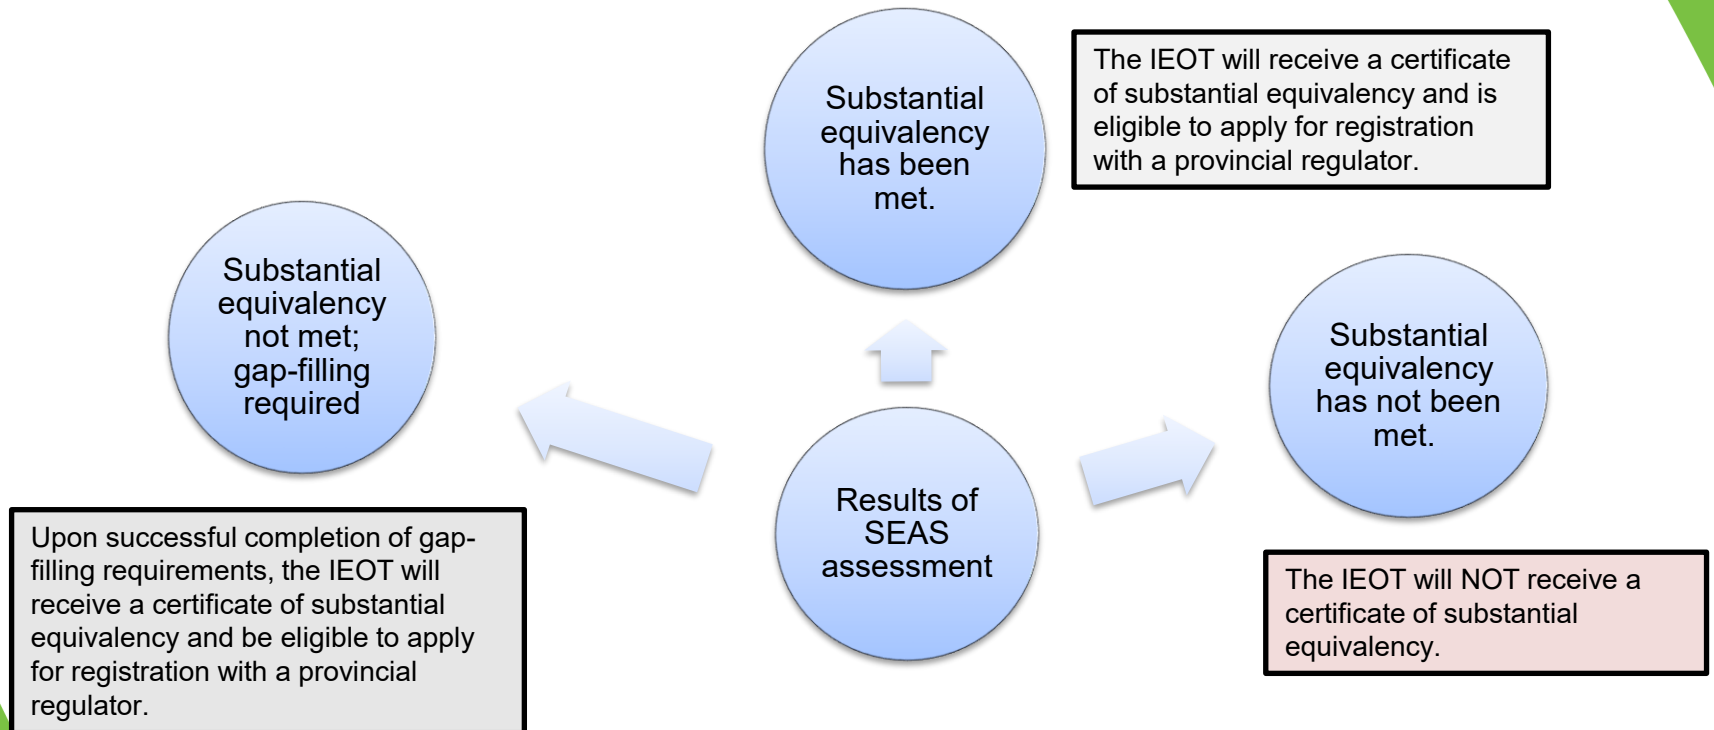 Substantial
equivalency
has been
met.
The IEOT will receive a certificate
of substantial equivalency and is
eligible to apply for registration
with a provincial regulator.
Substantial
equivalency
not met;
gap-filling
required
Upon successful completion of gap-
filling requirements, the IEOT will
receive a certificate of substantial
equivalency and be eligible to apply
for registration with a provincial
regulator.
Results of
SEAS
assessment
Substantial
equivalency
has not been
met.
The IEOT will NOT receive a
certificate of substantial
equivalency.